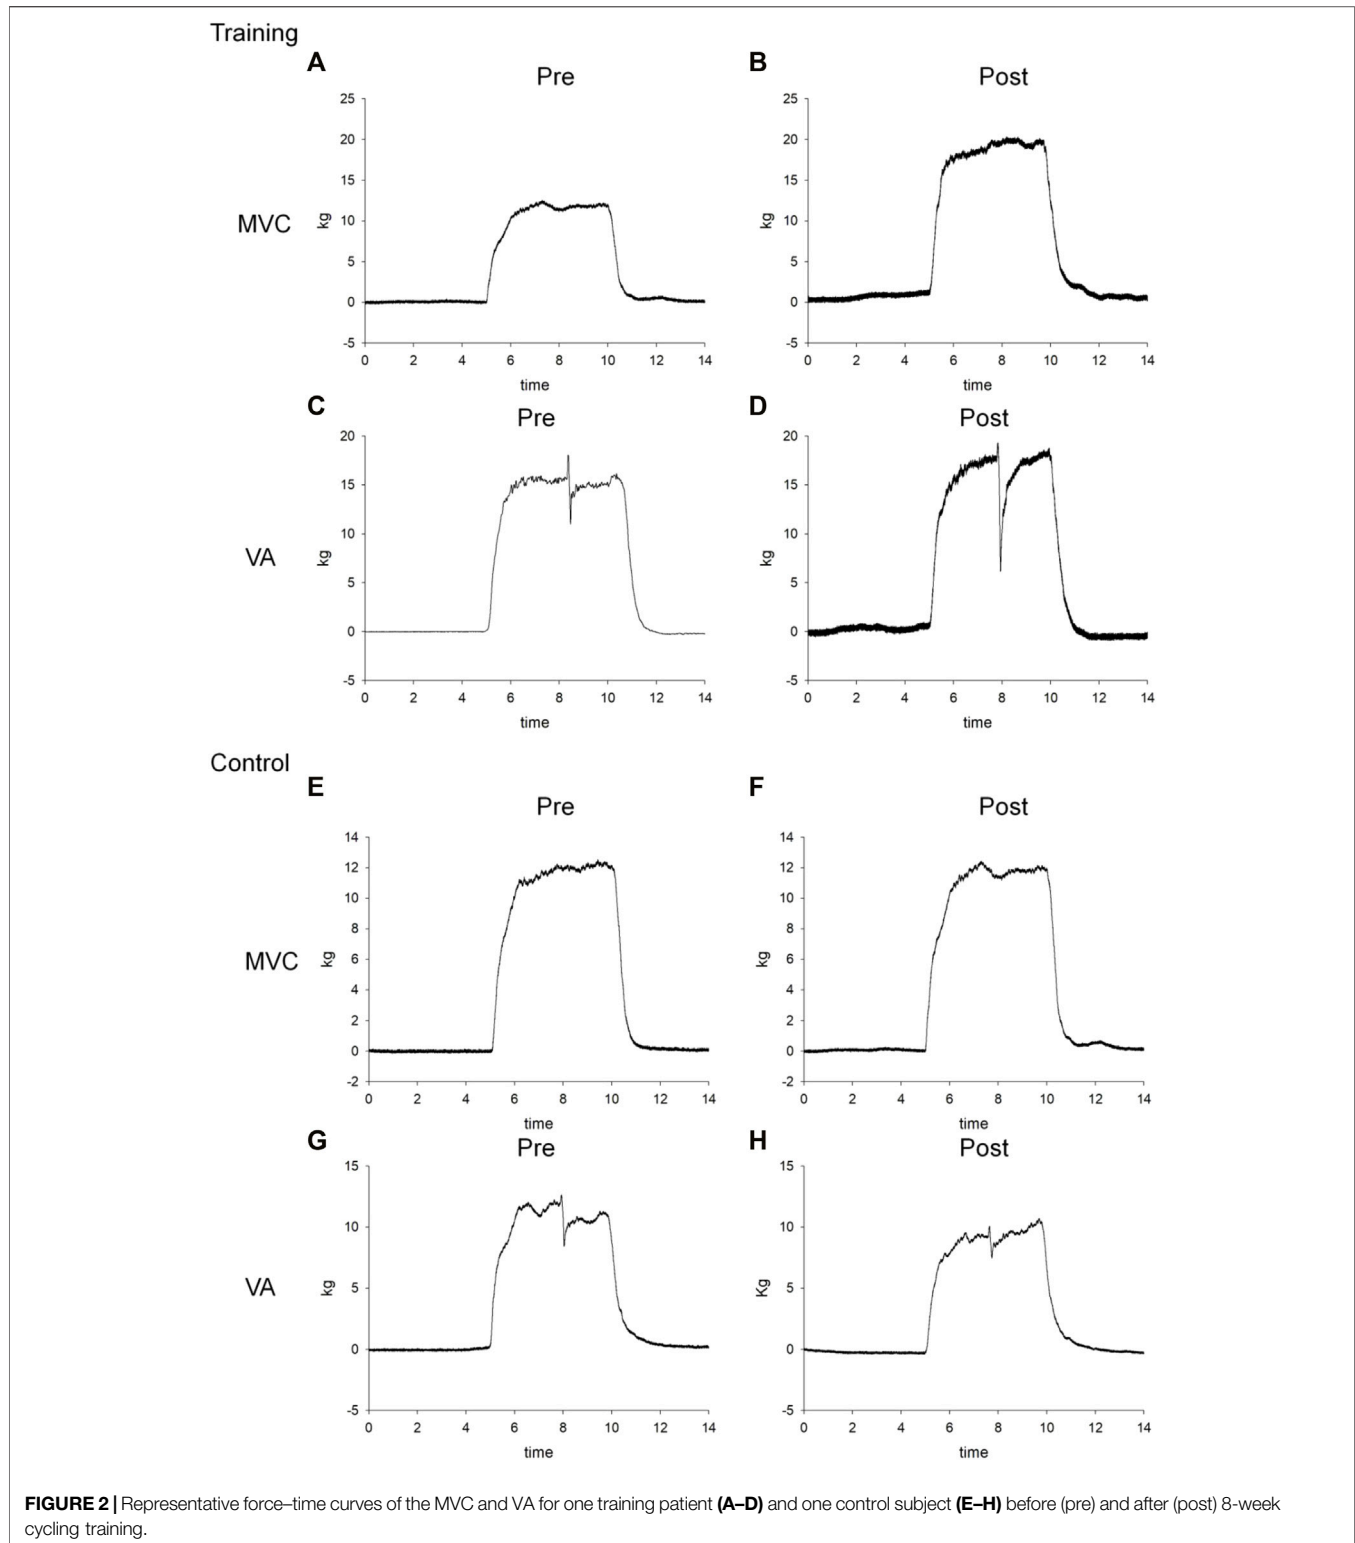 Training
A
Pre
B
Post
MVC
kg
25
20
15
10
5
0
-5
0 2 4 6 8 10 12 14
time
kg
25
20
15
10
5
0
-5
0 2 4 6 8 10 12 14
time
C
Pre
D
Post
VA
kg
20
15
10
5
0
-5
0 2 4 6 8 10 12 14
time
kg
20
15
10
5
0
-5
0 2 4 6 8 10 12 14
time
Control
E
Pre
F
Post
MVC
kg
14
12
10
8
6
4
2
0
-2
0 2 4 6 8 10 12 14
time
kg
14
12
10
8
6
4
2
0
-2
0 2 4 6 8 10 12 14
time
G
Pre
H
Post
VA
kg
15
10
5
0
-5
0 2 4 6 8 10 12 14
time
Kg
15
10
5
0
-5
0 2 4 6 8 10 12 14
time
FIGURE 2 | Representative force–time curves of the MVC and VA for one training patient (A–D) and one control subject (E–H) before (pre) and after (post) 8-week
cycling training.